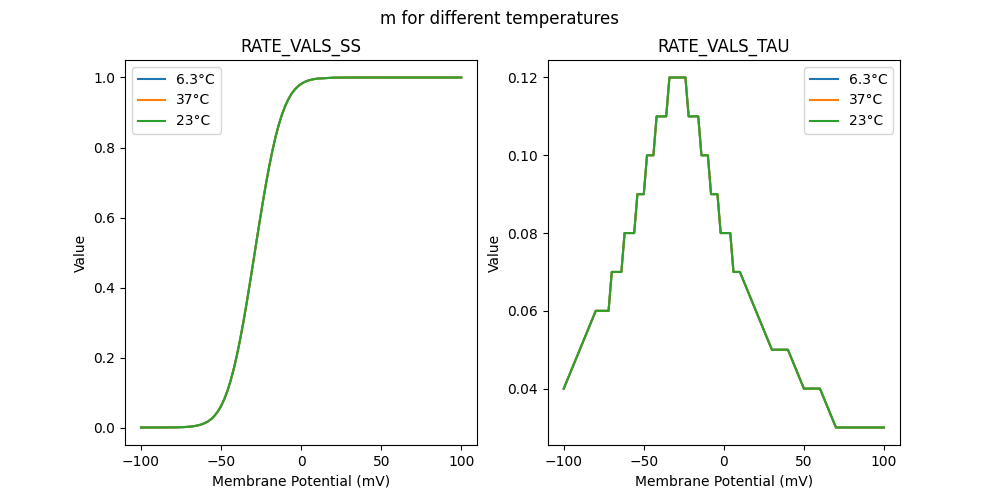 m for different temperatures
RATE_VALS_SS
1.0
0.8
0.6
0.4
0.2
0.0
Value
6.3°C
37°C
23°C
−100
−50
0
50
100
Membrane Potential (mV)
RATE_VALS_TAU
0.12
0.10
0.08
0.06
0.04
Value
6.3°C
37°C
23°C
−100
−50
0
50
100
Membrane Potential (mV)